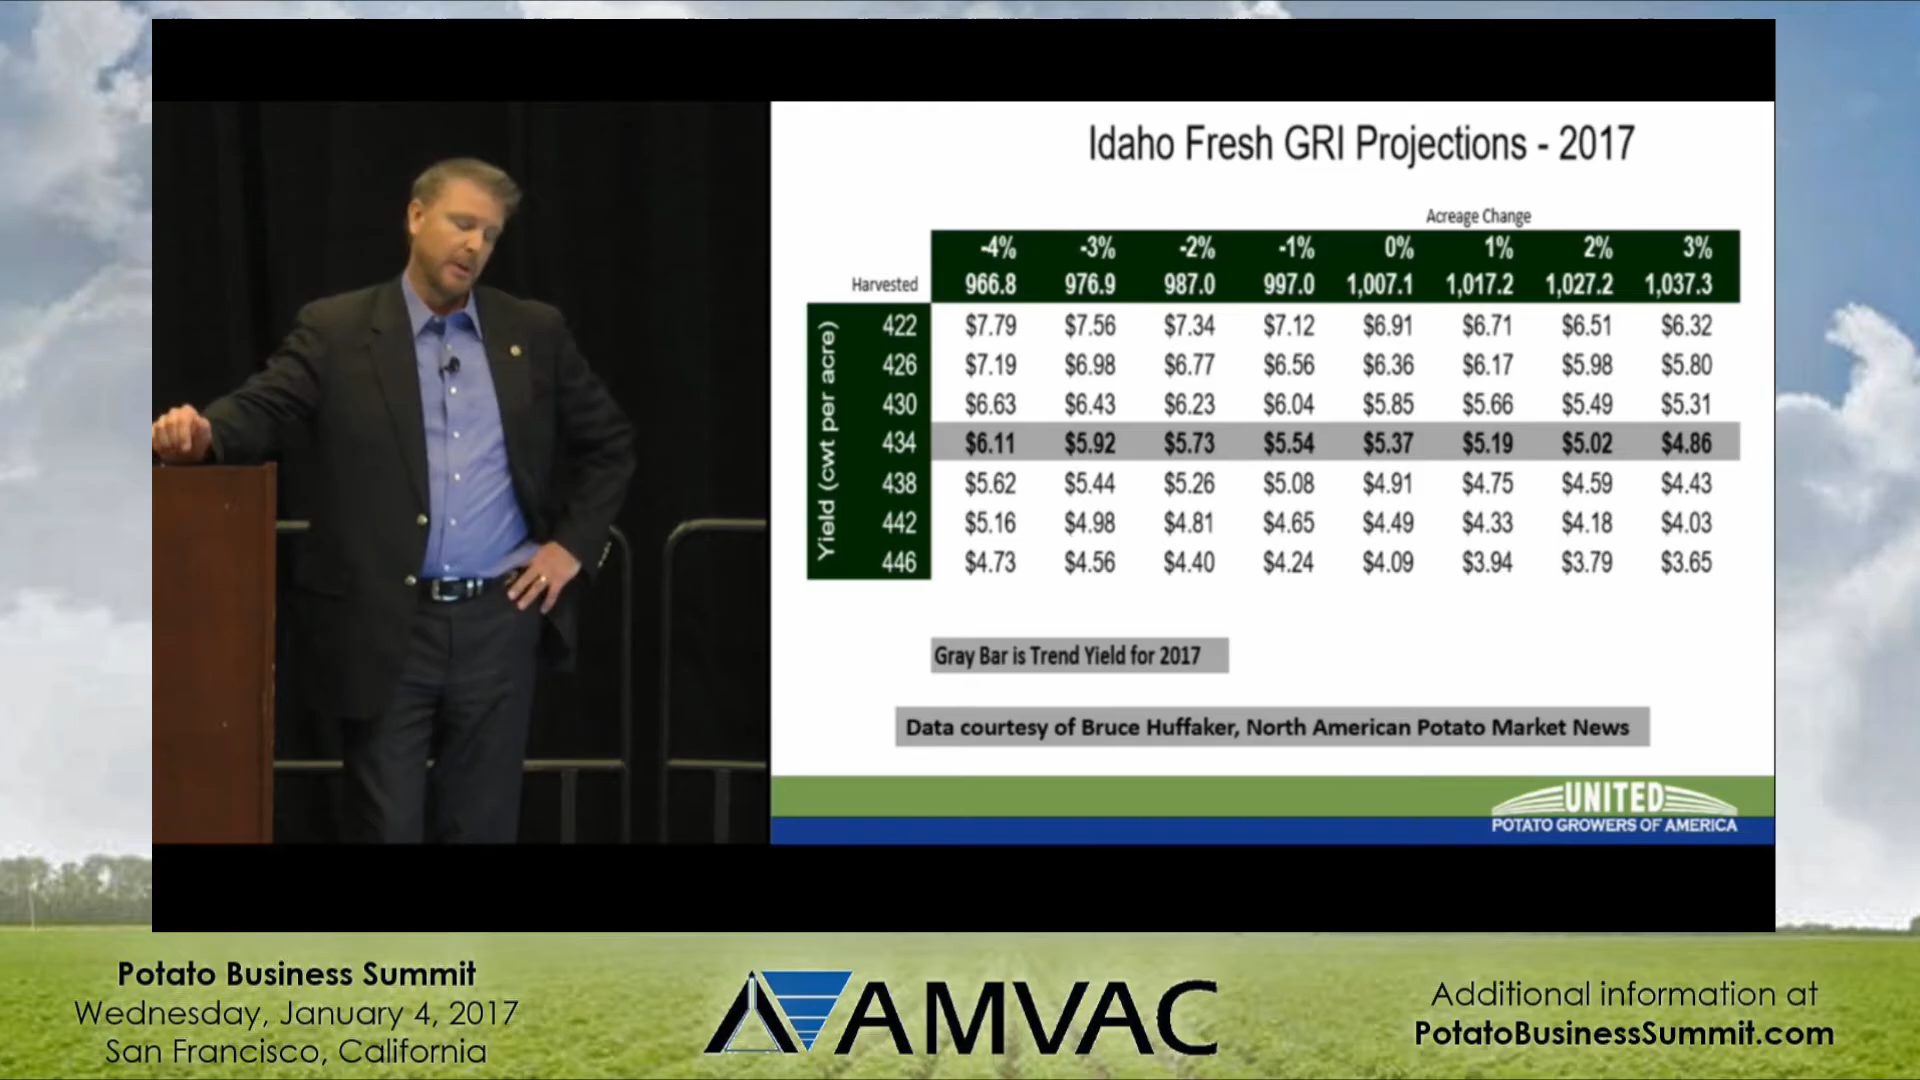 Idaho Fresh GRI Projections - 2017
Acreage Change
-4% -3% -2% -1% 0% 1% 2% 3%
Harvested 966.8 976.9 987.0 997.0 1,007.1 1,017.2 1,027.2 1,037.3
Yield (cwt per acre)
422 $7.79 $7.56 $7.34 $7.12 $6.91 $6.71 $6.51 $6.32
426 $7.19 $6.98 $6.77 $6.56 $6.36 $6.17 $5.98 $5.80
430 $6.63 $6.43 $6.23 $6.04 $5.85 $5.66 $5.49 $5.31
434 $6.11 $5.92 $5.73 $5.54 $5.37 $5.19 $5.02 $4.86
438 $5.62 $5.44 $5.26 $5.08 $4.91 $4.75 $4.59 $4.43
442 $5.16 $4.98 $4.81 $4.65 $4.49 $4.33 $4.18 $4.03
446 $4.73 $4.56 $4.40 $4.24 $4.09 $3.94 $3.79 $3.65
Gray Bar is Trend Yield for 2017
Data courtesy of Bruce Huffaker, North American Potato Market News
UNITED
POTATO GROWERS OF AMERICA
Potato Business Summit
Wednesday, January 4, 2017
San Francisco, California
AMVAC
Additional information at
PotatoBusinessSummit.com